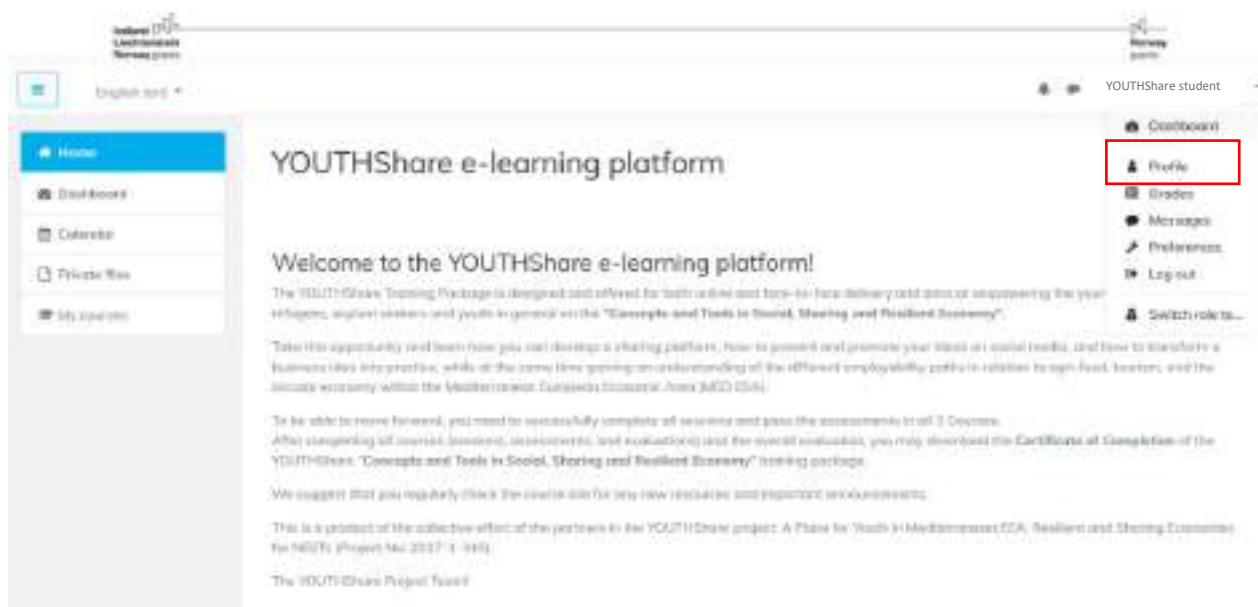 Iceland
Liechtenstein
Norway grants
Norway
grants
English (en)
YOUTHShare student
Home
Dashboard
Calendar
Private files
My courses
Dashboard
Profile
Grades
Messages
Preferences
Log out
Switch role to...
YOUTHShare e-learning platform
Welcome to the YOUTHShare e-learning platform!
The YOUTHShare Training Package is designed and offered for both online and face-to-face delivery and aims at empowering the
refugees, asylum seekers and youth in general on the "Concepts and Tools in Social, Sharing and Resilient Economy".
Take this opportunity and learn how you can develop a sharing platform, how to present and promote your ideas on social media, and how to transform a
business idea into practice, while at the same time gaining an understanding of the different employability paths in relation to agri-food, tourism, and the
circular economy within the Mediterranean European Economic Area (MED EEA).
To be able to move forward, you need to successfully complete all sessions and pass the assessments in all 3 Courses.
After completing all courses (sessions, assessments, and evaluations) and the overall evaluation, you may download the Certificate of Completion of the
YOUTHShare "Concepts and Tools in Social, Sharing and Resilient Economy" training package.
We suggest that you regularly check the course site for any new resources and important announcements.
This is a product of the collective effort of the partners in the YOUTHShare project: A Place for Youth in Mediterranean EEA: Resilient and Sharing Economies
for NEETs (Project No:
The YOUTHShare Project Team!